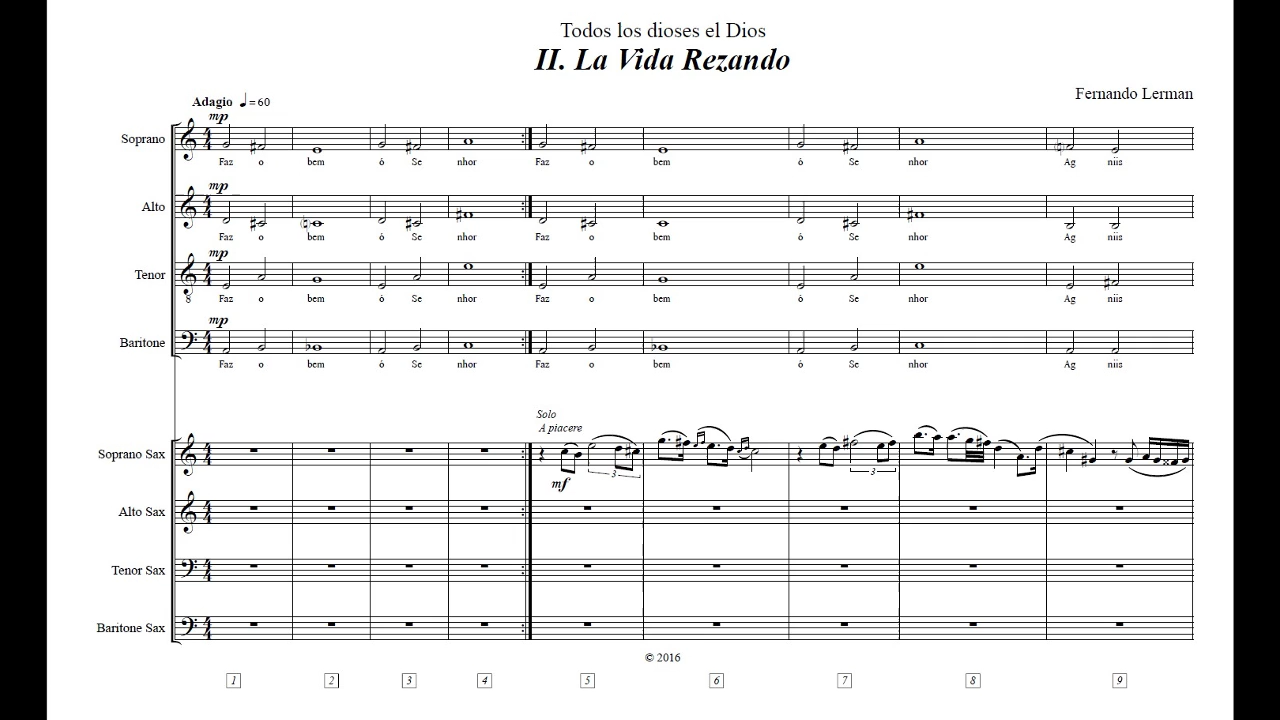 Todos los dioses el Dios
II. La Vida Rezando
Fernando Lerman
Adagio ♩=60
mp
Soprano
Faz o bem ó Se nhor Faz o bem ó Se nhor Ag niis
mp
Alto
Faz o bem ó Se nhor Faz o bem ó Se nhor Ag niis
mp
Tenor
8
Faz o bem ó Se nhor Faz o bem ó Se nhor Ag niis
mp
Baritone
Faz o bem ó Se nhor Faz o bem ó Se nhor Ag niis
Solo
A piacere
Soprano Sax
3 3
mf
Alto Sax
Tenor Sax
Baritone Sax
© 2016
1 2 3 4 5 6 7 8 9